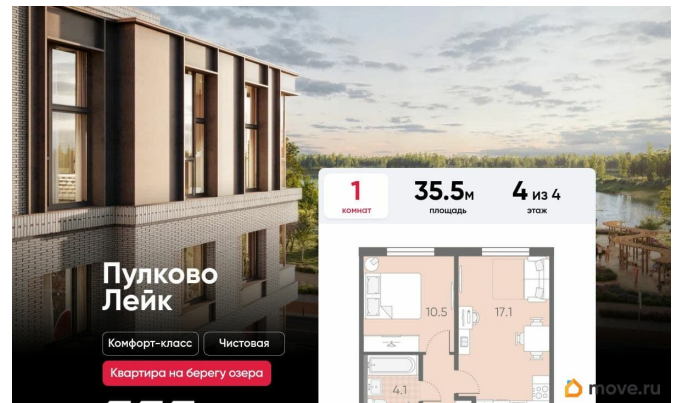 1
комнат
35.5м
площадь
4 из 4
этаж
Пулково
Лейк
10.5
17.1
Комфорт-класс
Чистовая
Квартира на берегу озера
4.1
move.ru